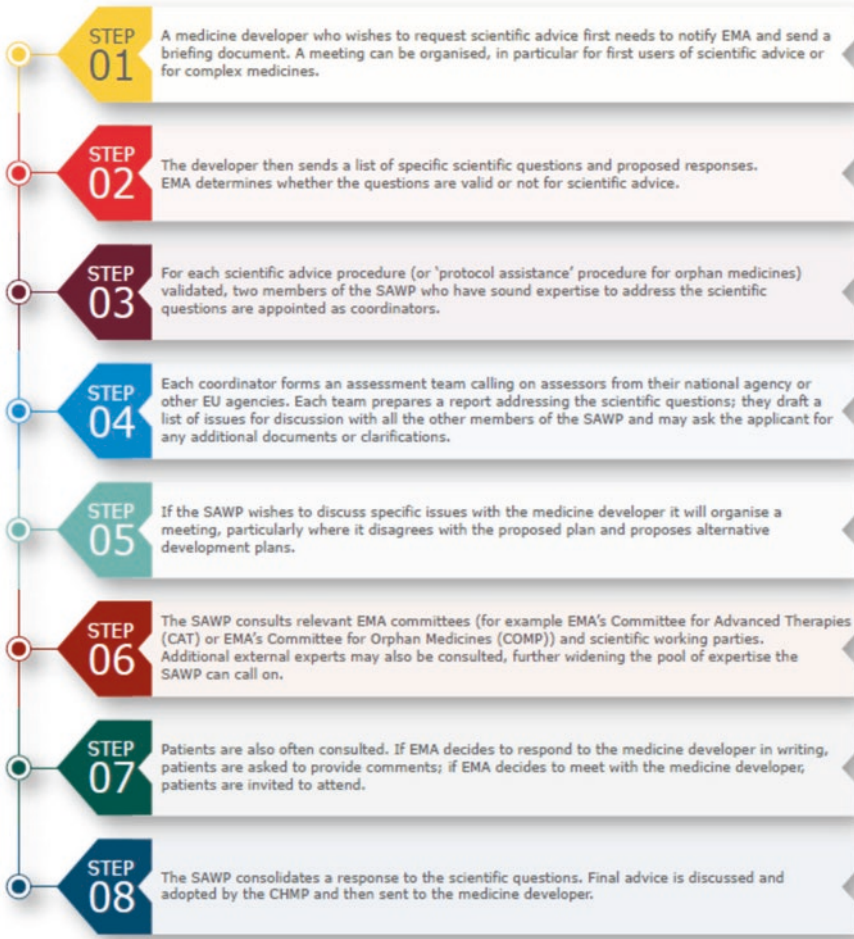 STEP
01
A medicine developer who wishes to request scientific advice first needs to notify EMA and send a
briefing document. A meeting can be organised, in particular for first users of scientific advice or
for complex medicines.
STEP
02
The developer then sends a list of specific scientific questions and proposed responses.
EMA determines whether the questions are valid or not for scientific advice.
STEP
03
For each scientific advice procedure (or ‘protocol assistance’ procedure for orphan medicines)
validated, two members of the SAWP who have sound expertise to address the scientific
questions are appointed as coordinators.
STEP
04
Each coordinator forms an assessment team calling on assessors from their national agency or
other EU agencies. Each team prepares a report addressing the scientific questions; they draft a
list of issues for discussion with all the other members of the SAWP and may ask the applicant for
any additional documents or clarifications.
STEP
05
If the SAWP wishes to discuss specific issues with the medicine developer it will organise a
meeting, particularly where it disagrees with the proposed plan and proposes alternative
development plans.
STEP
06
The SAWP consults relevant EMA committees (for example EMA’s Committee for Advanced Therapies
(CAT) or EMA’s Committee for Orphan Medicines (COMP)) and scientific working parties.
Additional external experts may also be consulted, further widening the pool of expertise the
SAWP can call on.
STEP
07
Patients are also often consulted. If EMA decides to respond to the medicine developer in writing,
patients are asked to provide comments; if EMA decides to meet with the medicine developer,
patients are invited to attend.
STEP
08
The SAWP consolidates a response to the scientific questions. Final advice is discussed and
adopted by the CHMP and then sent to the medicine developer.